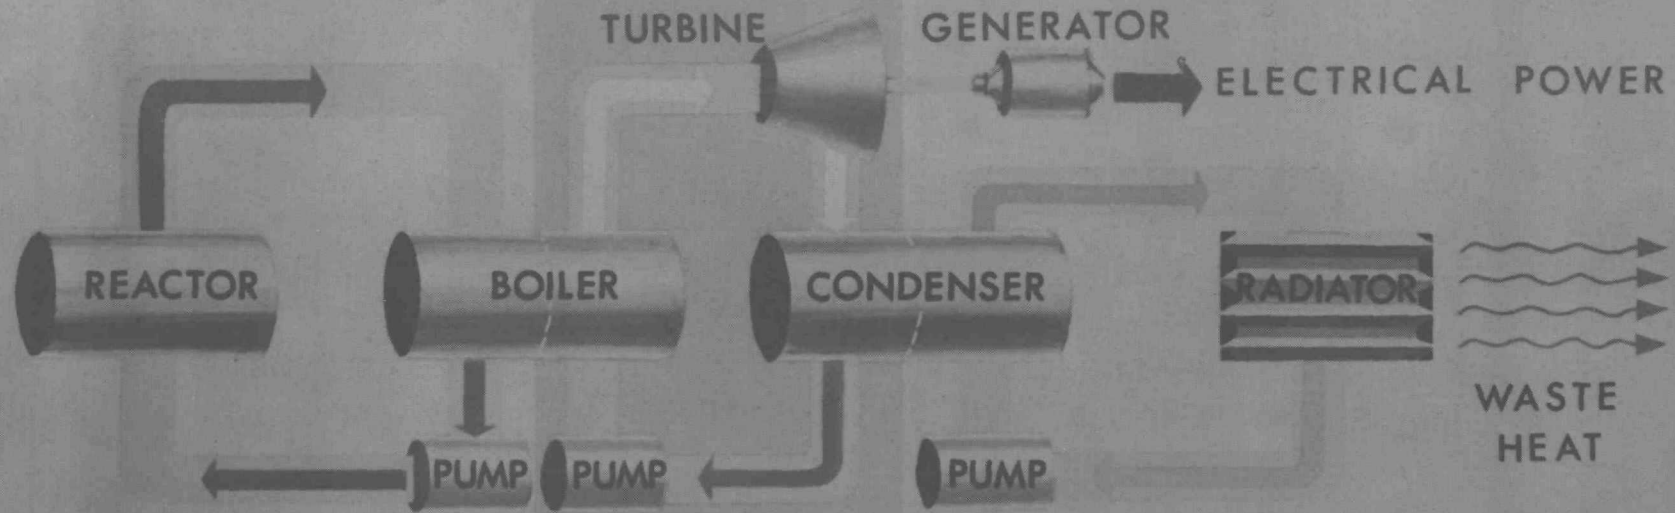 TURBINE
GENERATOR
ELECTRICAL POWER
REACTOR
BOILER
CONDENSER
RADIATOR
WASTE
HEAT
PUMP
PUMP
PUMP